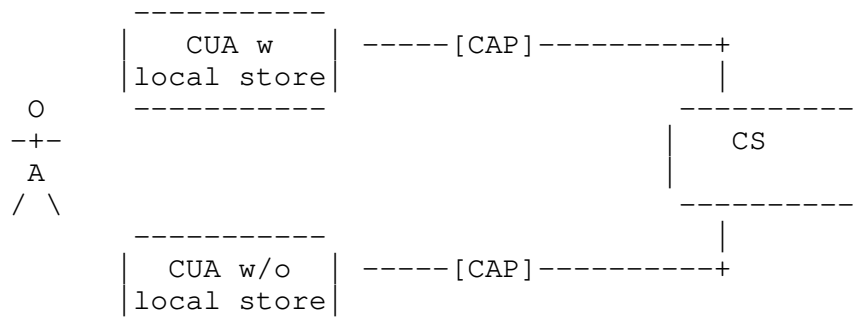 CUA w -----[CAP]----------+
local store
O
-+- CS
A
/ \
CUA w/o -----[CAP]----------+
local store